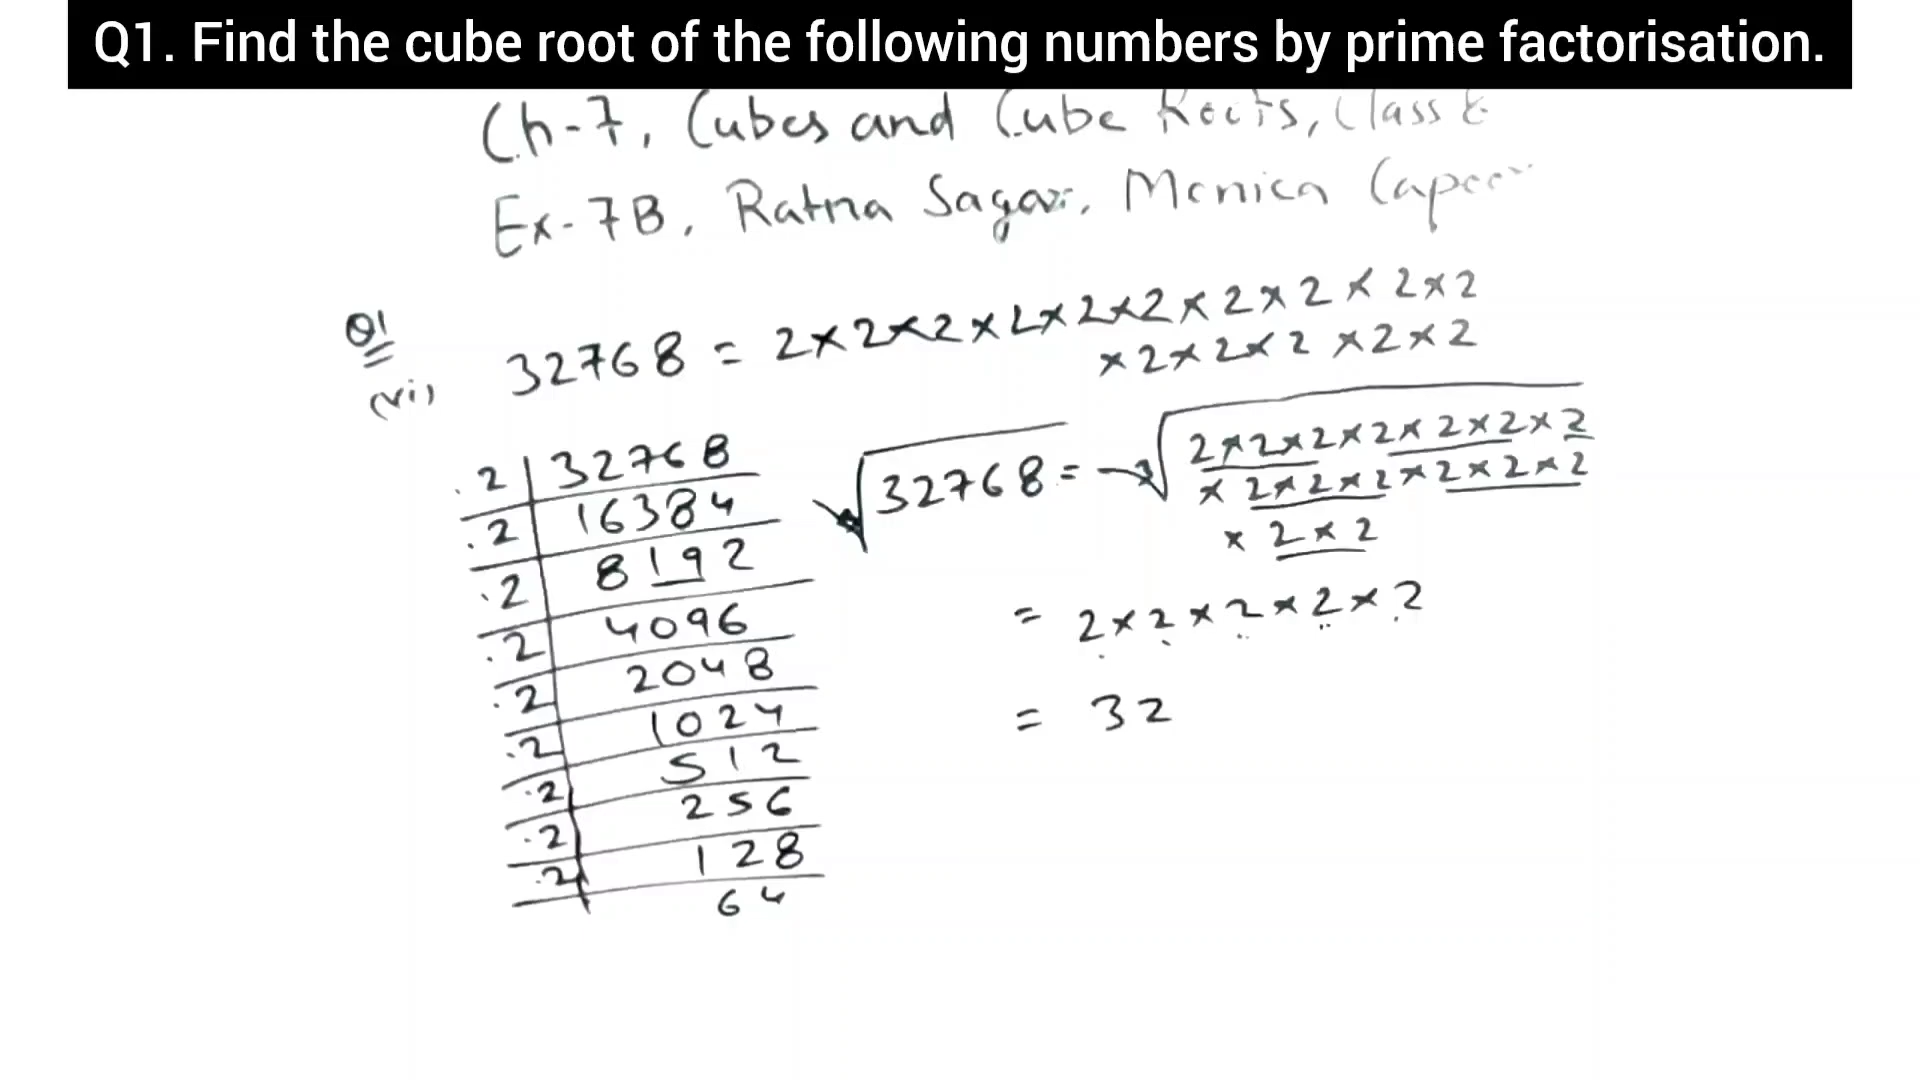 Q1. Find the cube root of the following numbers by prime factorisation.
Ch-7, Cubes and Cube Roots, Class 8
Ex-7B, Ratna Sagar, Monica Capoor
Q1
(vi) 32768 = 2×2×2×2×2×2×2×2×2×2
×2×2×2×2×2
2 | 32768
2 | 16384
2 | 8192
2 | 4096
2 | 2048
2 | 1024
2 | 512
2 | 256
2 | 128
64
∛32768 = ∛2×2×2×2×2×2×2
×2×2×2×2×2×2
×2×2
= 2×2×2×2×2
= 32